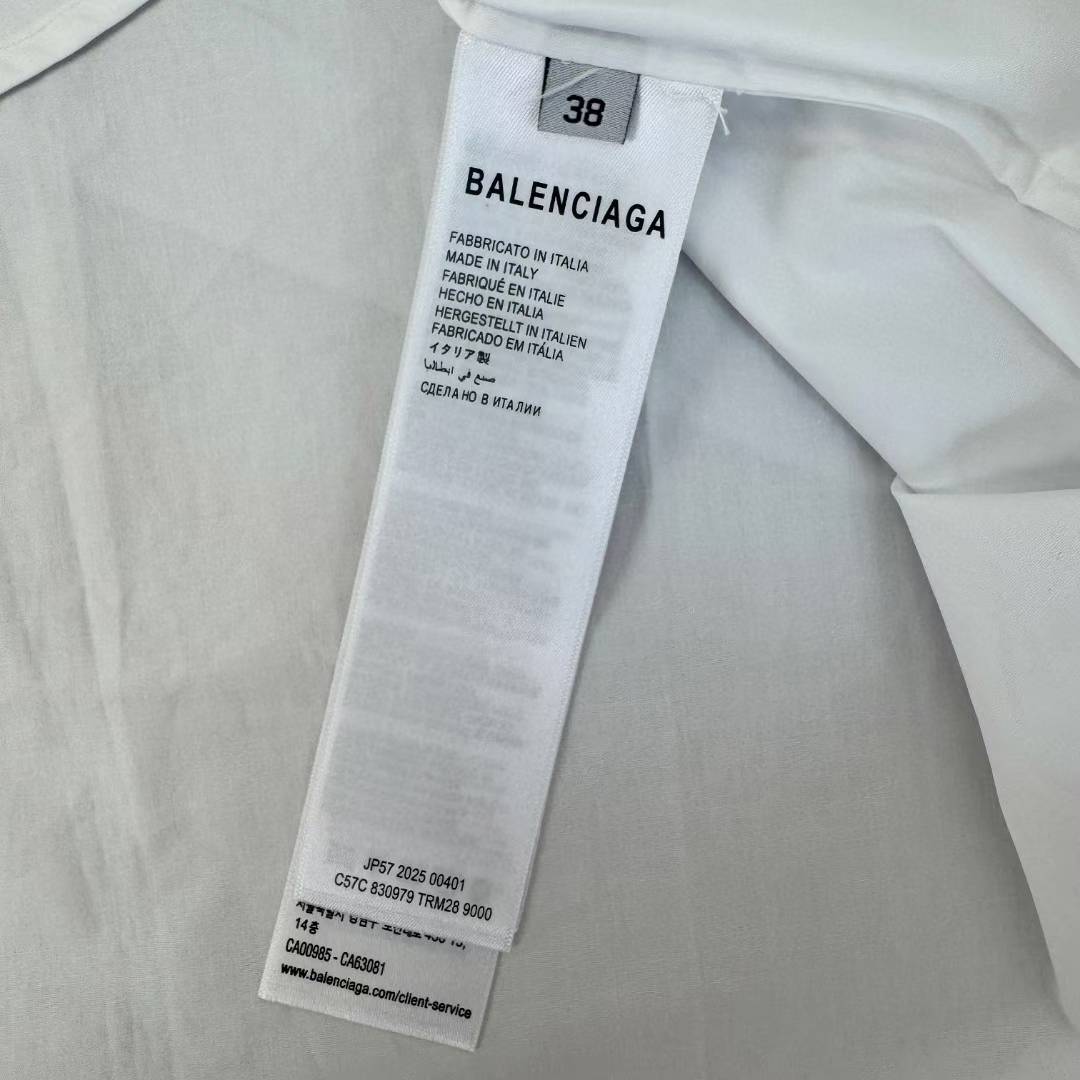 38
BALENCIAGA
FABBRICATO IN ITALIA
MADE IN ITALY
FABRIQUÉ EN ITALIE
HECHO EN ITALIA
HERGESTELLT IN ITALIEN
FABRICADO EM ITÁLIA
イタリア製
صنع في ايطاليا
СДЕЛАНО В ИТАЛИИ
JP57 2025 00401
C57C 830979 TRM28 9000
14층
CA00985 - CA63081
www.balenciaga.com/client-service